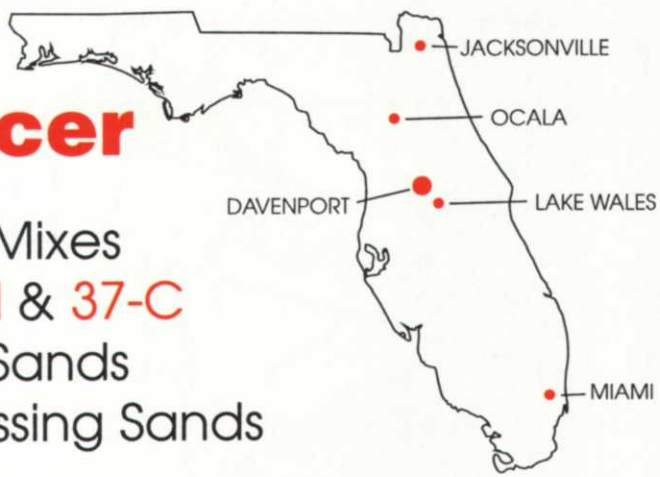 cer
Mixes
& 37-C
Sands
ssing Sands
JACKSONVILLE
OCALA
DAVENPORT
LAKE WALES
MIAMI